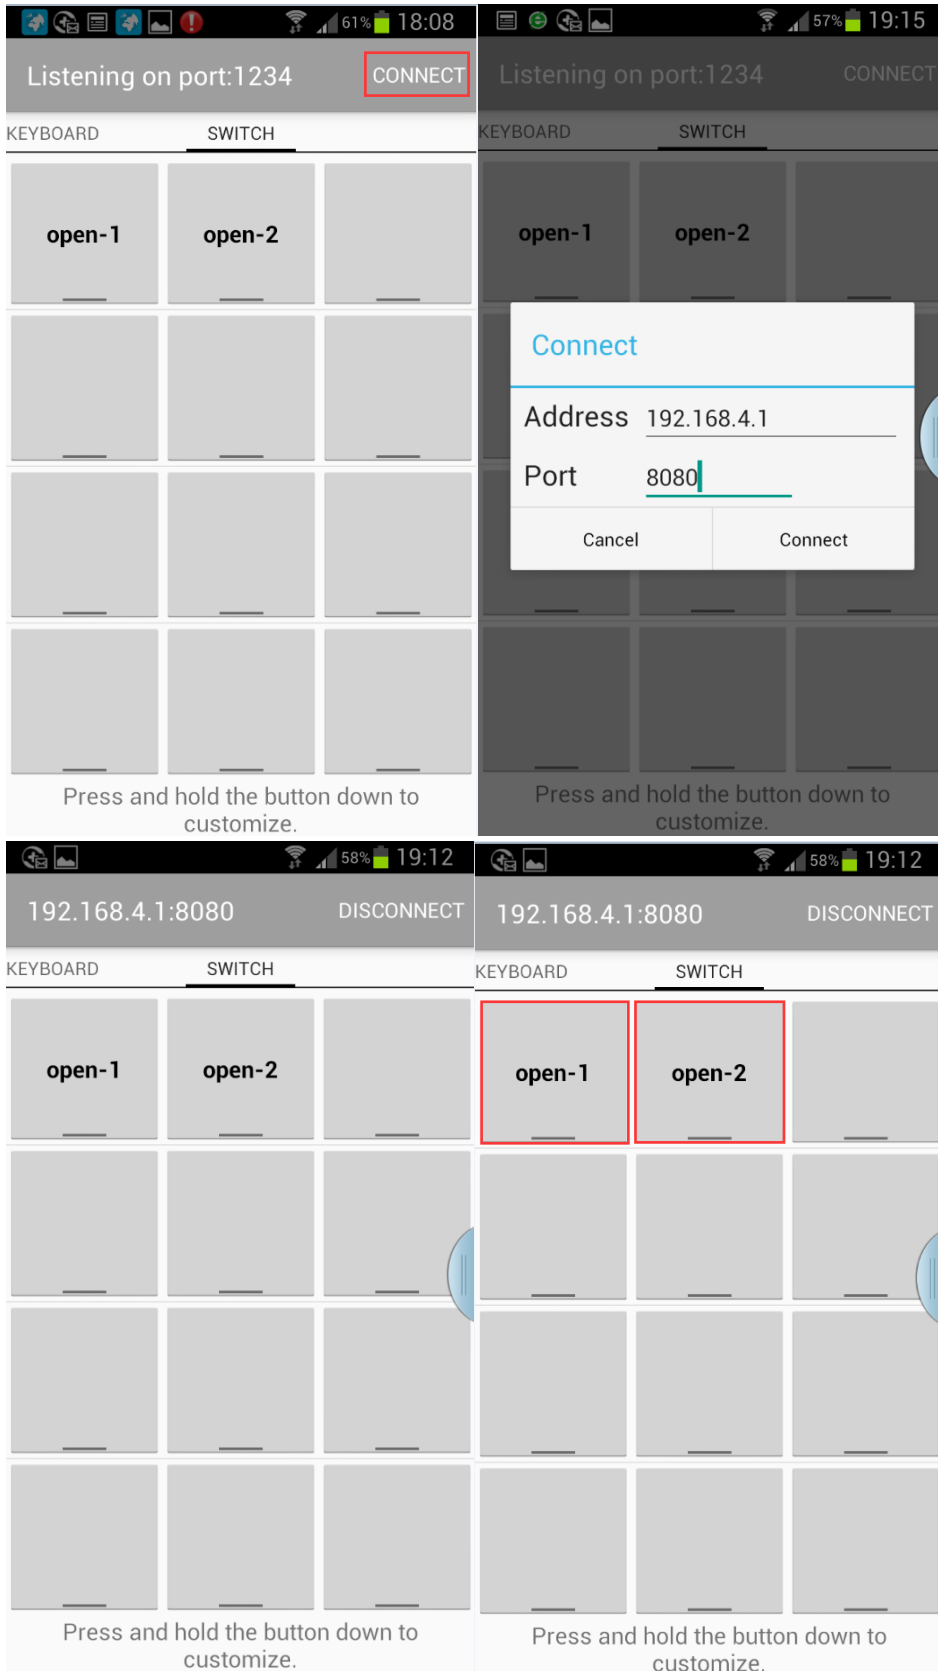 61% 18:08
Listening on port:1234 CONNECT
KEYBOARD SWITCH
open-1 open-2
Press and hold the button down to
customize.
57% 19:15
Listening on port:1234 CONNECT
KEYBOARD SWITCH
open-1 open-2
Connect
Address 192.168.4.1
Port 8080
Cancel Connect
Press and hold the button down to
customize.
58% 19:12
192.168.4.1:8080 DISCONNECT
KEYBOARD SWITCH
open-1 open-2
Press and hold the button down to
customize.
58% 19:12
192.168.4.1:8080 DISCONNECT
KEYBOARD SWITCH
open-1 open-2
Press and hold the button down to
customize.